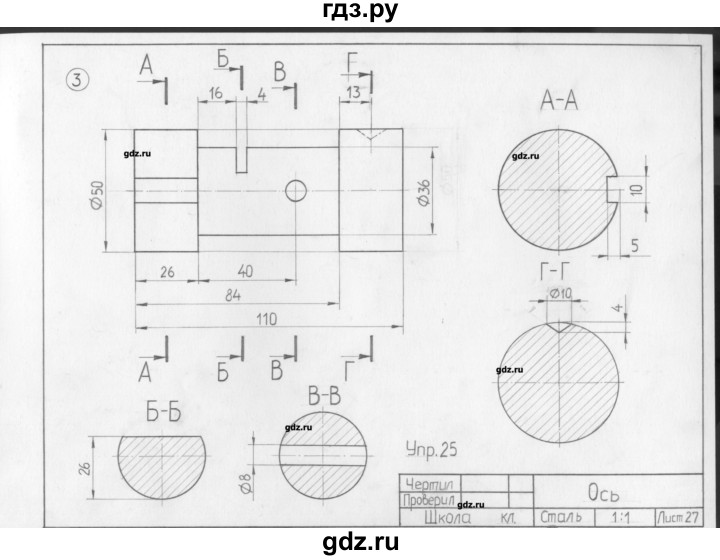 гдз.ру
3
А Б В Г
16 4 13
А-А
gdz.ru gdz.ru
Ø50 Ø36 10
5
26 40
84
110
Г-Г
Ø10
4
А Б В Г
gdz.ru
Б-Б В-В
gdz.ru
26 Ø8
Упр.25
Чертил
Проверил
gdz.ru
Ось
Школа кл. Сталь 1:1 Лист 27
gdz.ru